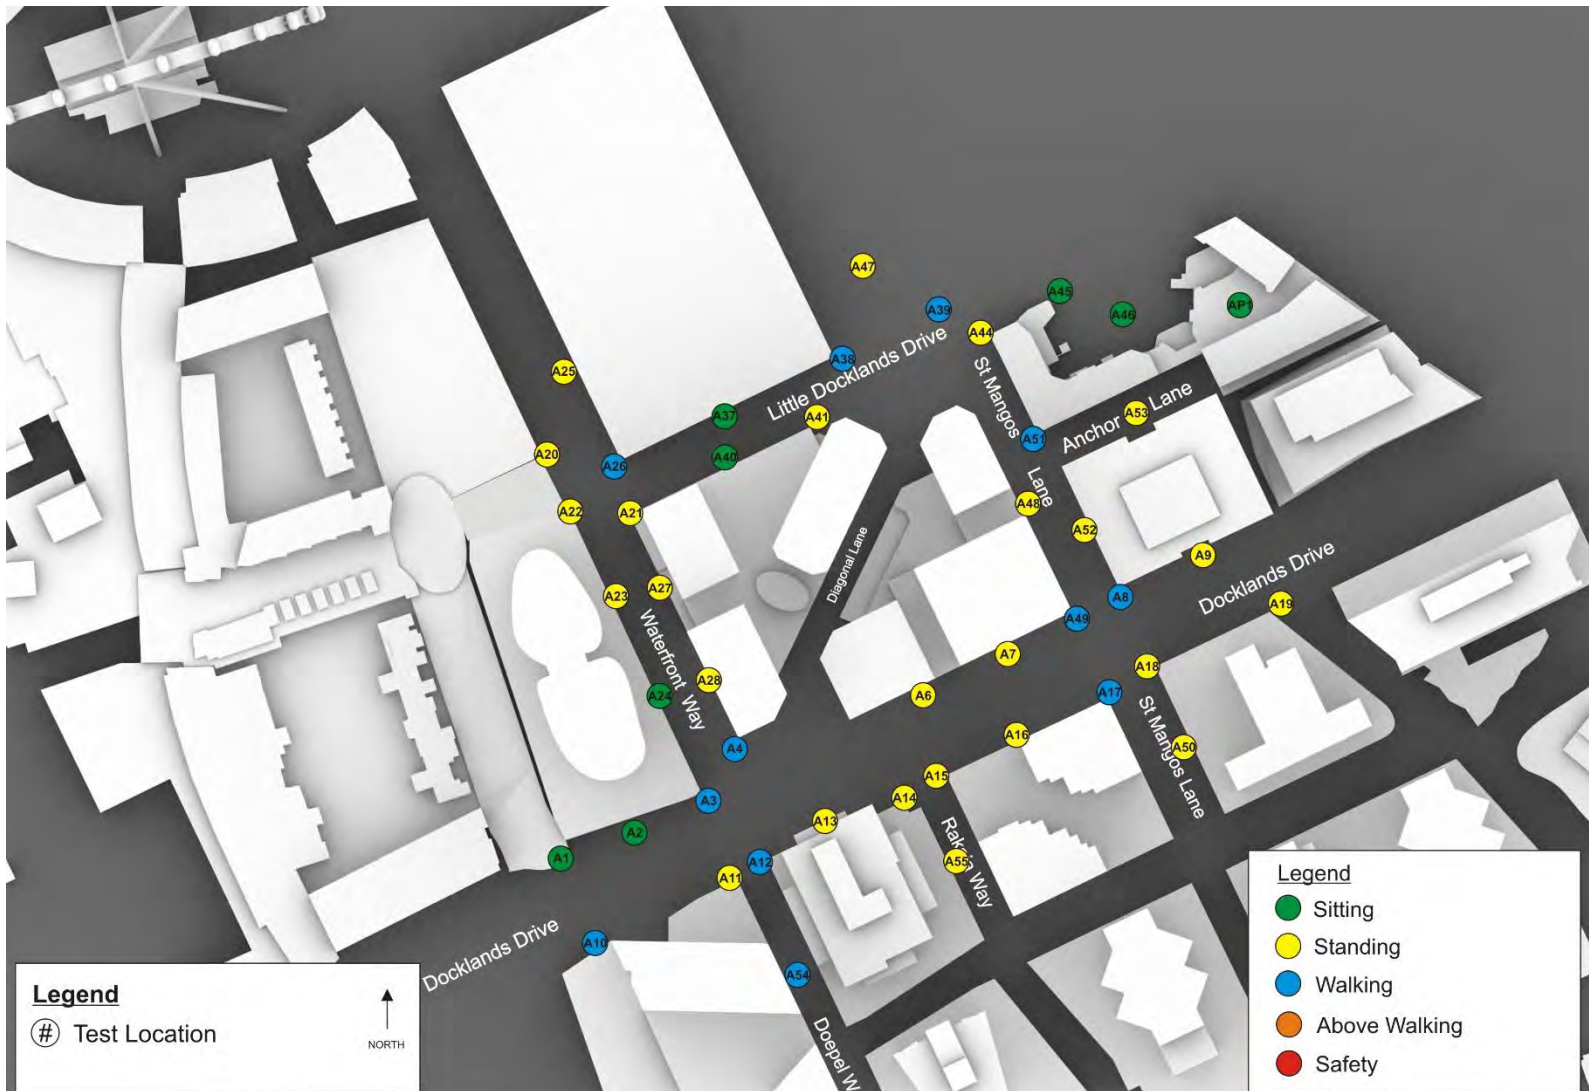 A47
A45
A39
A46
AP1
A44
A38
Little Docklands Drive
A25
St Mangos
Lane
A37
A41
A53
Anchor Lane
A51
A20
A40
A26
A48
A22
A21
A52
Diagonal Lane
A9
Docklands Drive
A27
A23
A8
A19
A49
Waterfront Way
A7
A18
A28
A24
A6
A17
St Mangos Lane
A50
A4
A16
A15
A3
A14
A13
A2
Rakaia Way
A55
A1
A12
A11
A10
Docklands Drive
A54
Doepel W
Legend
# Test Location
NORTH
Legend
Sitting
Standing
Walking
Above Walking
Safety